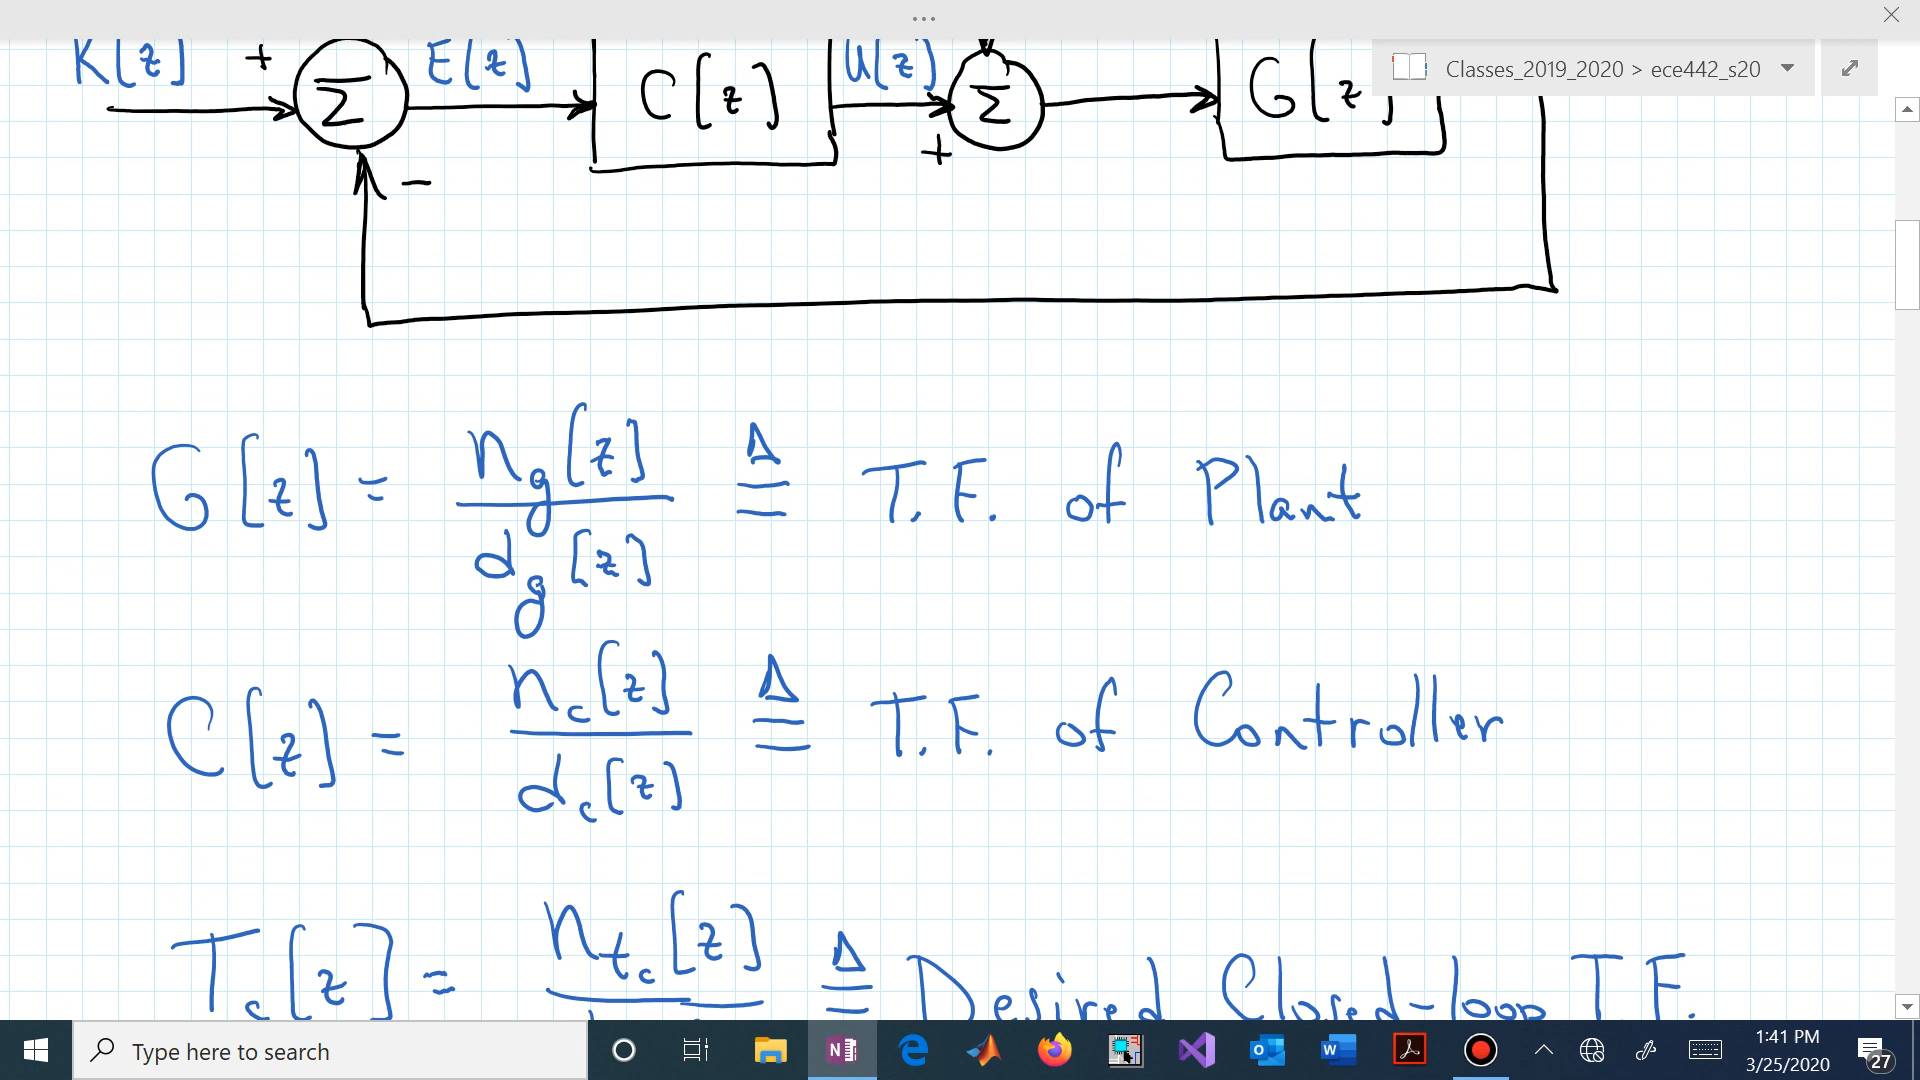 R[z] + Σ E[z] C[z] U[z] + Σ G[z]
−
Classes_2019_2020 > ece442_s20
G[z] = n_g[z] / d_g[z] ≜ T.F. of Plant
C[z] = n_c[z] / d_c[z] ≜ T.F. of Controller
T_c[z] = n_tc[z] ≜ Desired Closed-loop T.F.
Type here to search
1:41 PM
3/25/2020
27